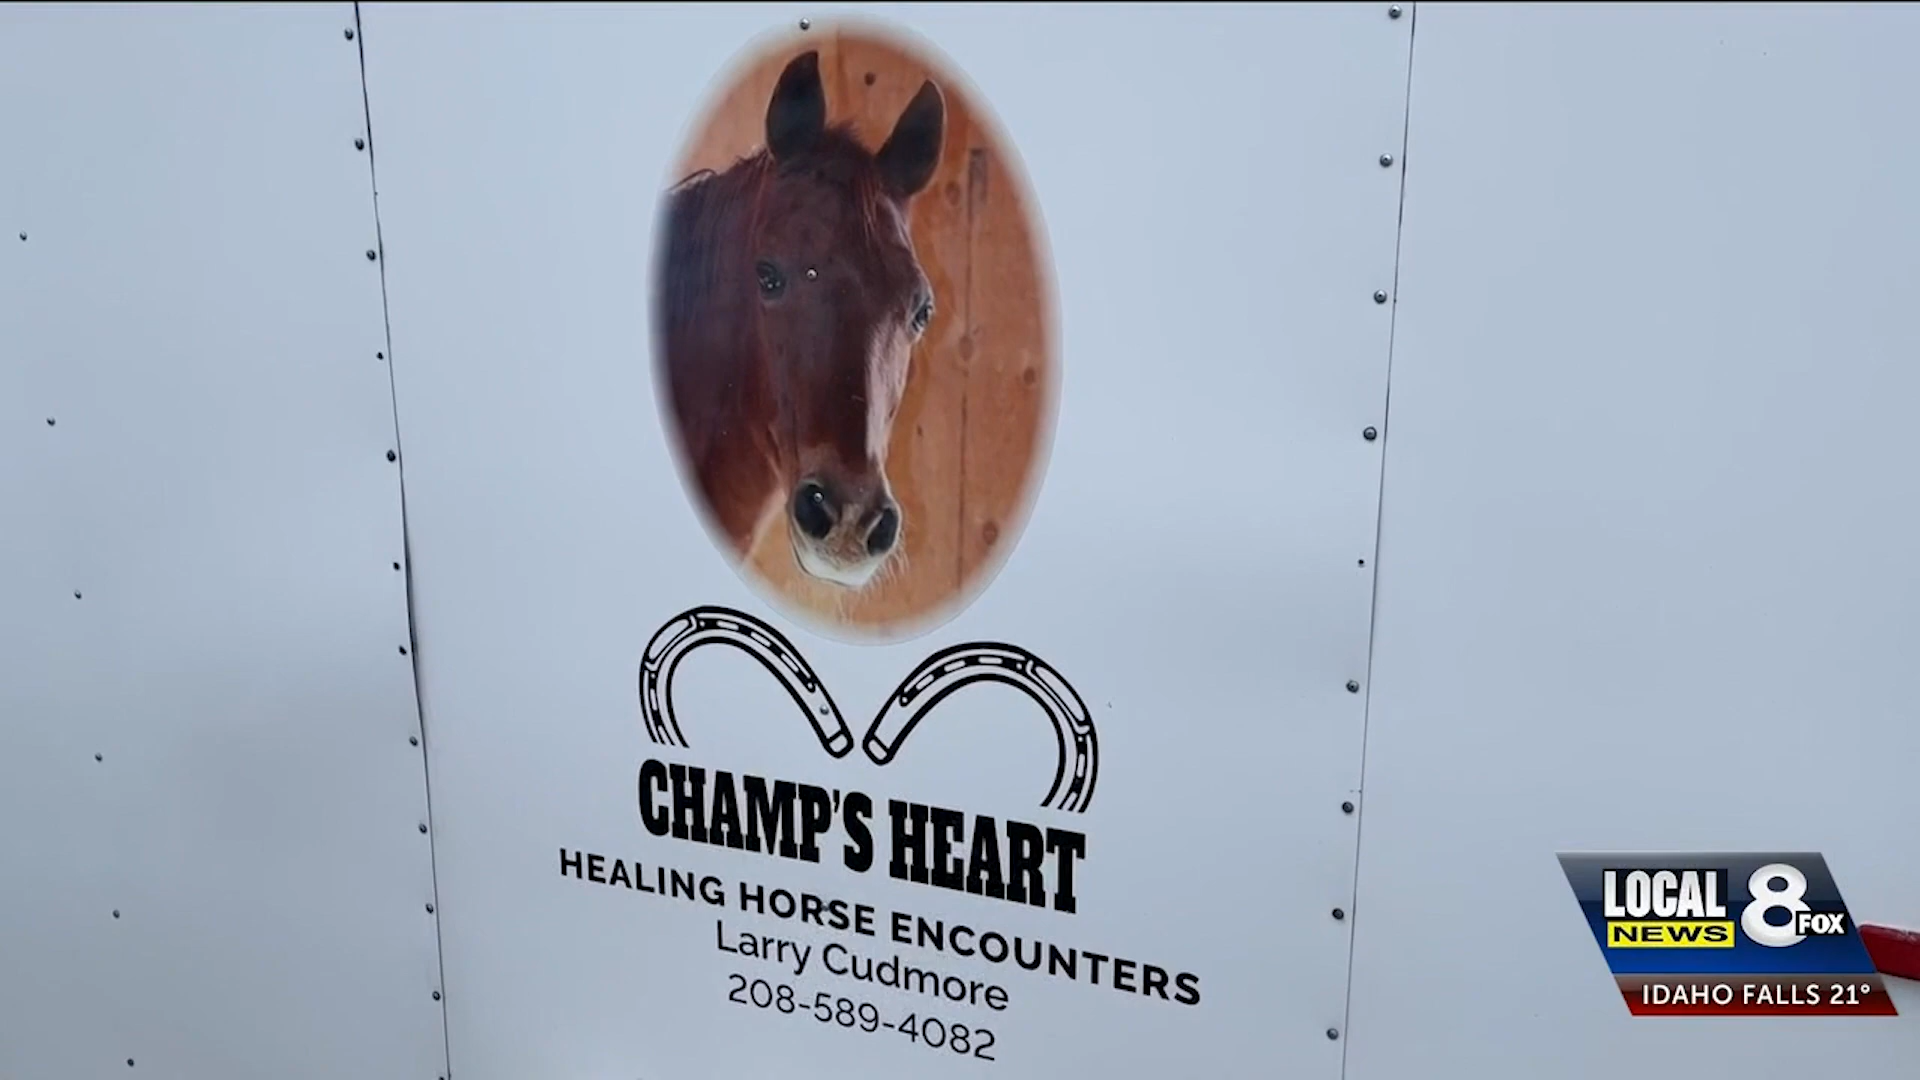 CHAMP'S HEART
HEALING HORSE ENCOUNTERS
Larry Cudmore
208-589-4082
LOCAL 8
NEWS FOX
IDAHO FALLS 21°